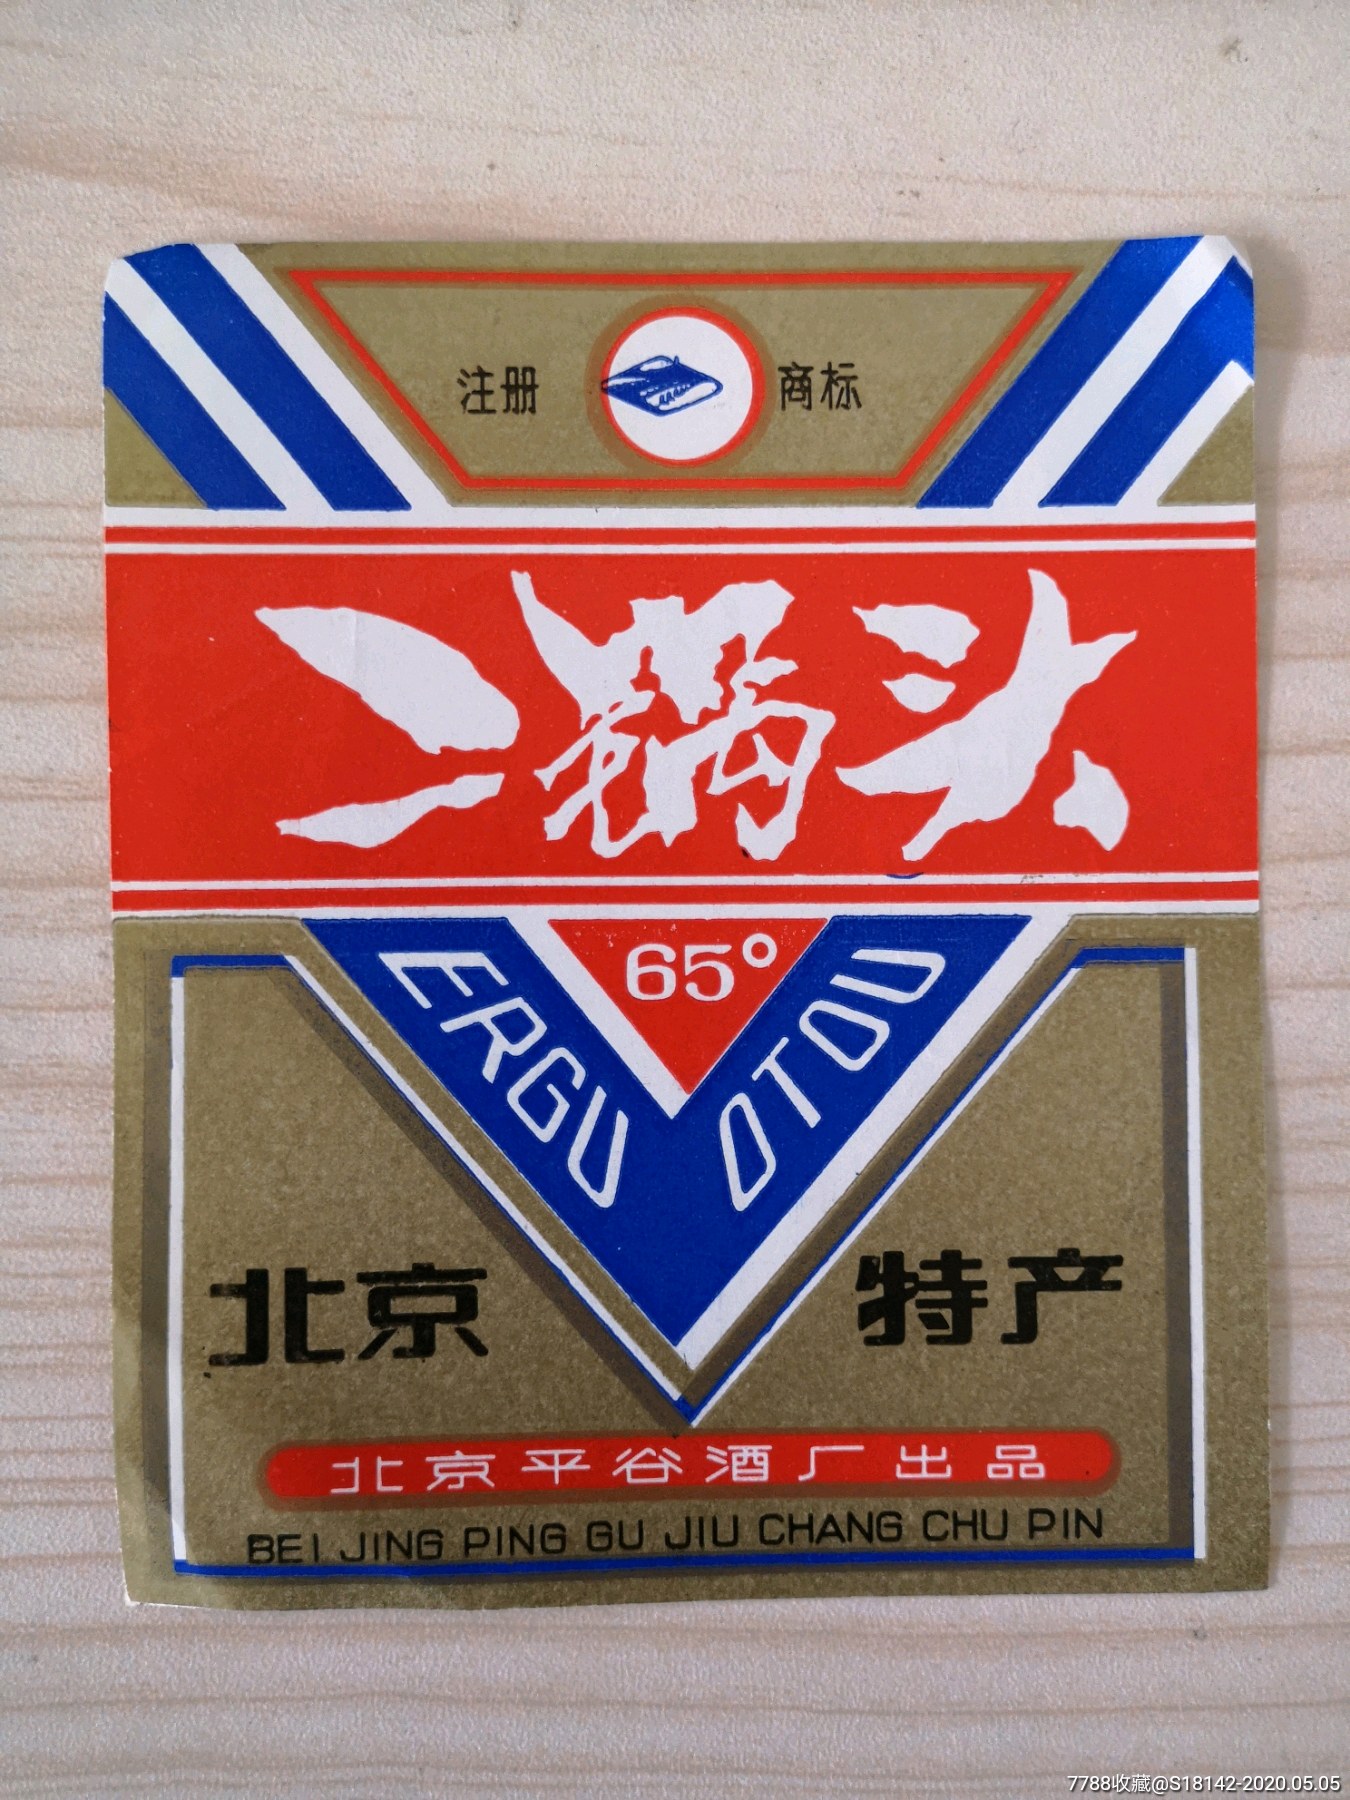 注册 商标
二锅头
65°
ERGUOTOU
北京 特产
北京平谷酒厂出品
BEI JING PING GU JIU CHANG CHU PIN
7788收藏@S18142-2020.05.05